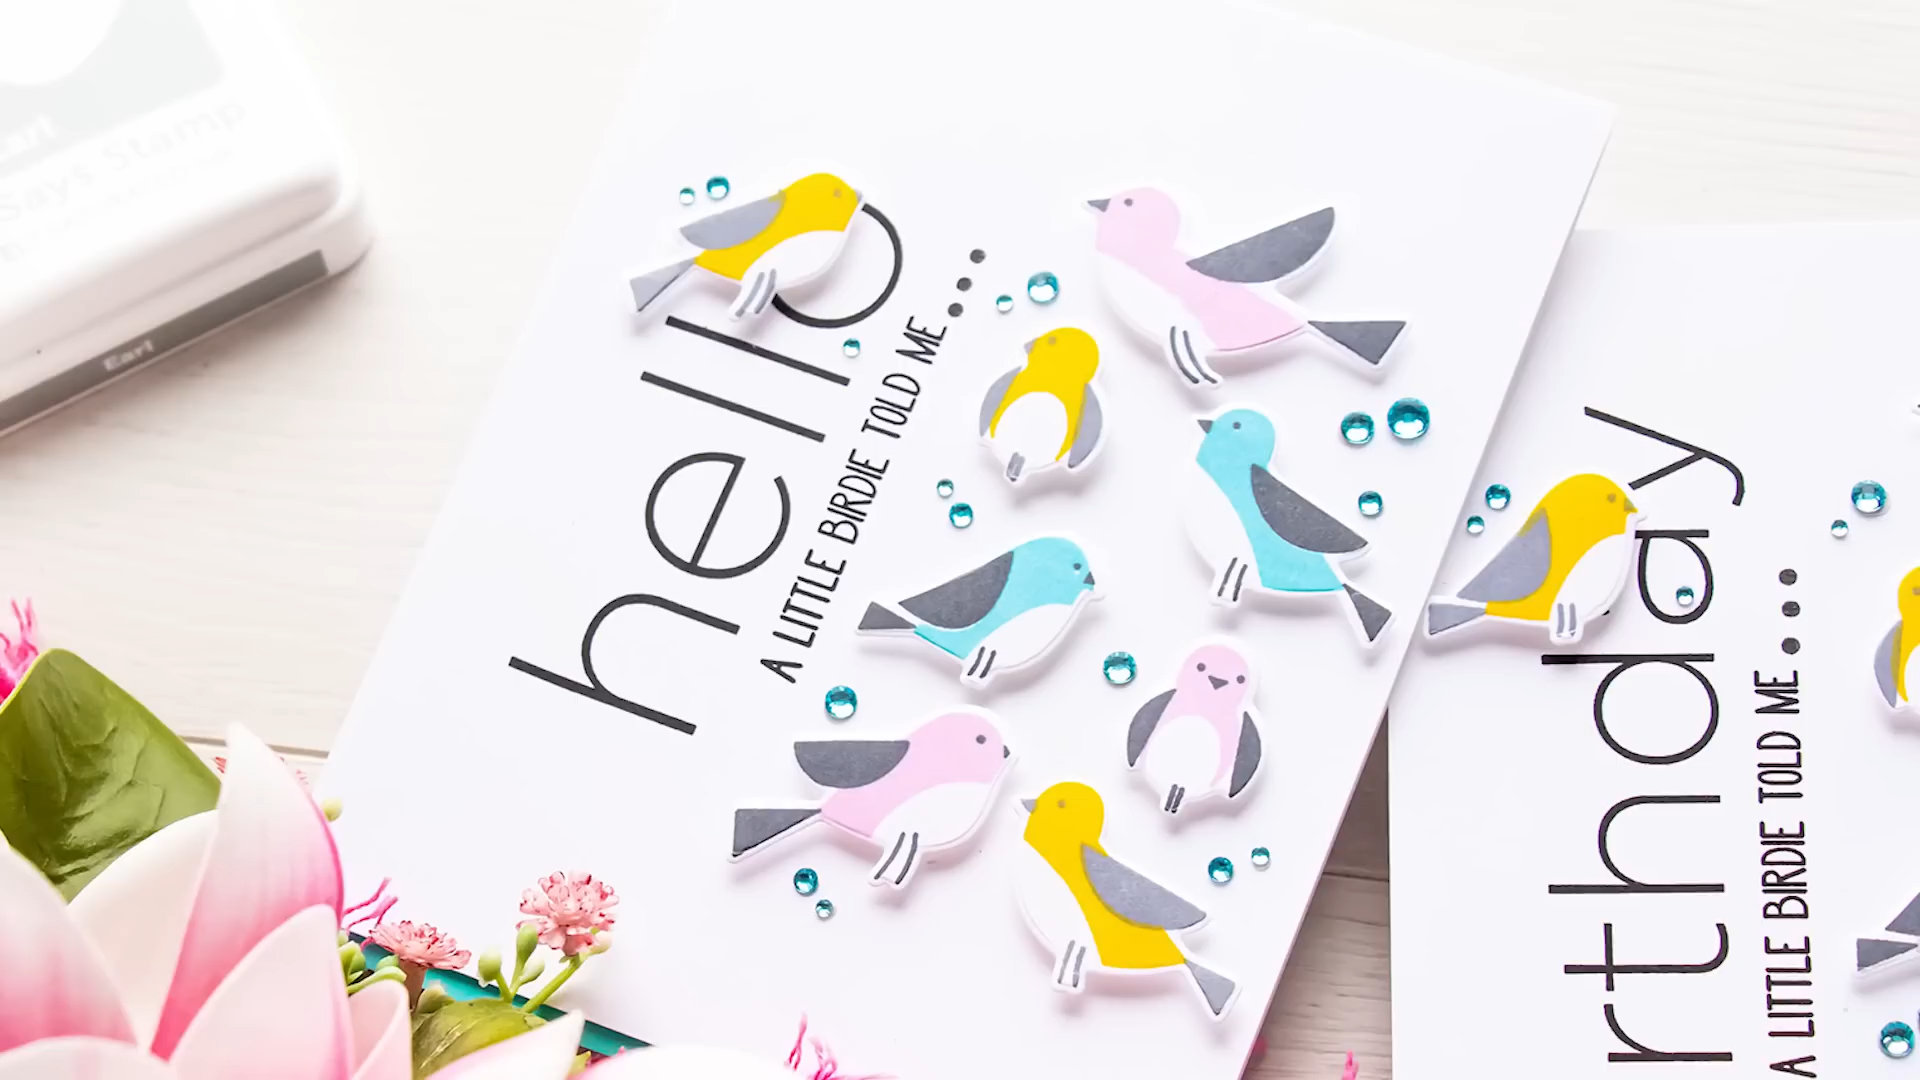 Says Stamp
Earl
hello
A LITTLE BIRDIE TOLD ME....
rthday
A LITTLE BIRDIE TOLD ME...